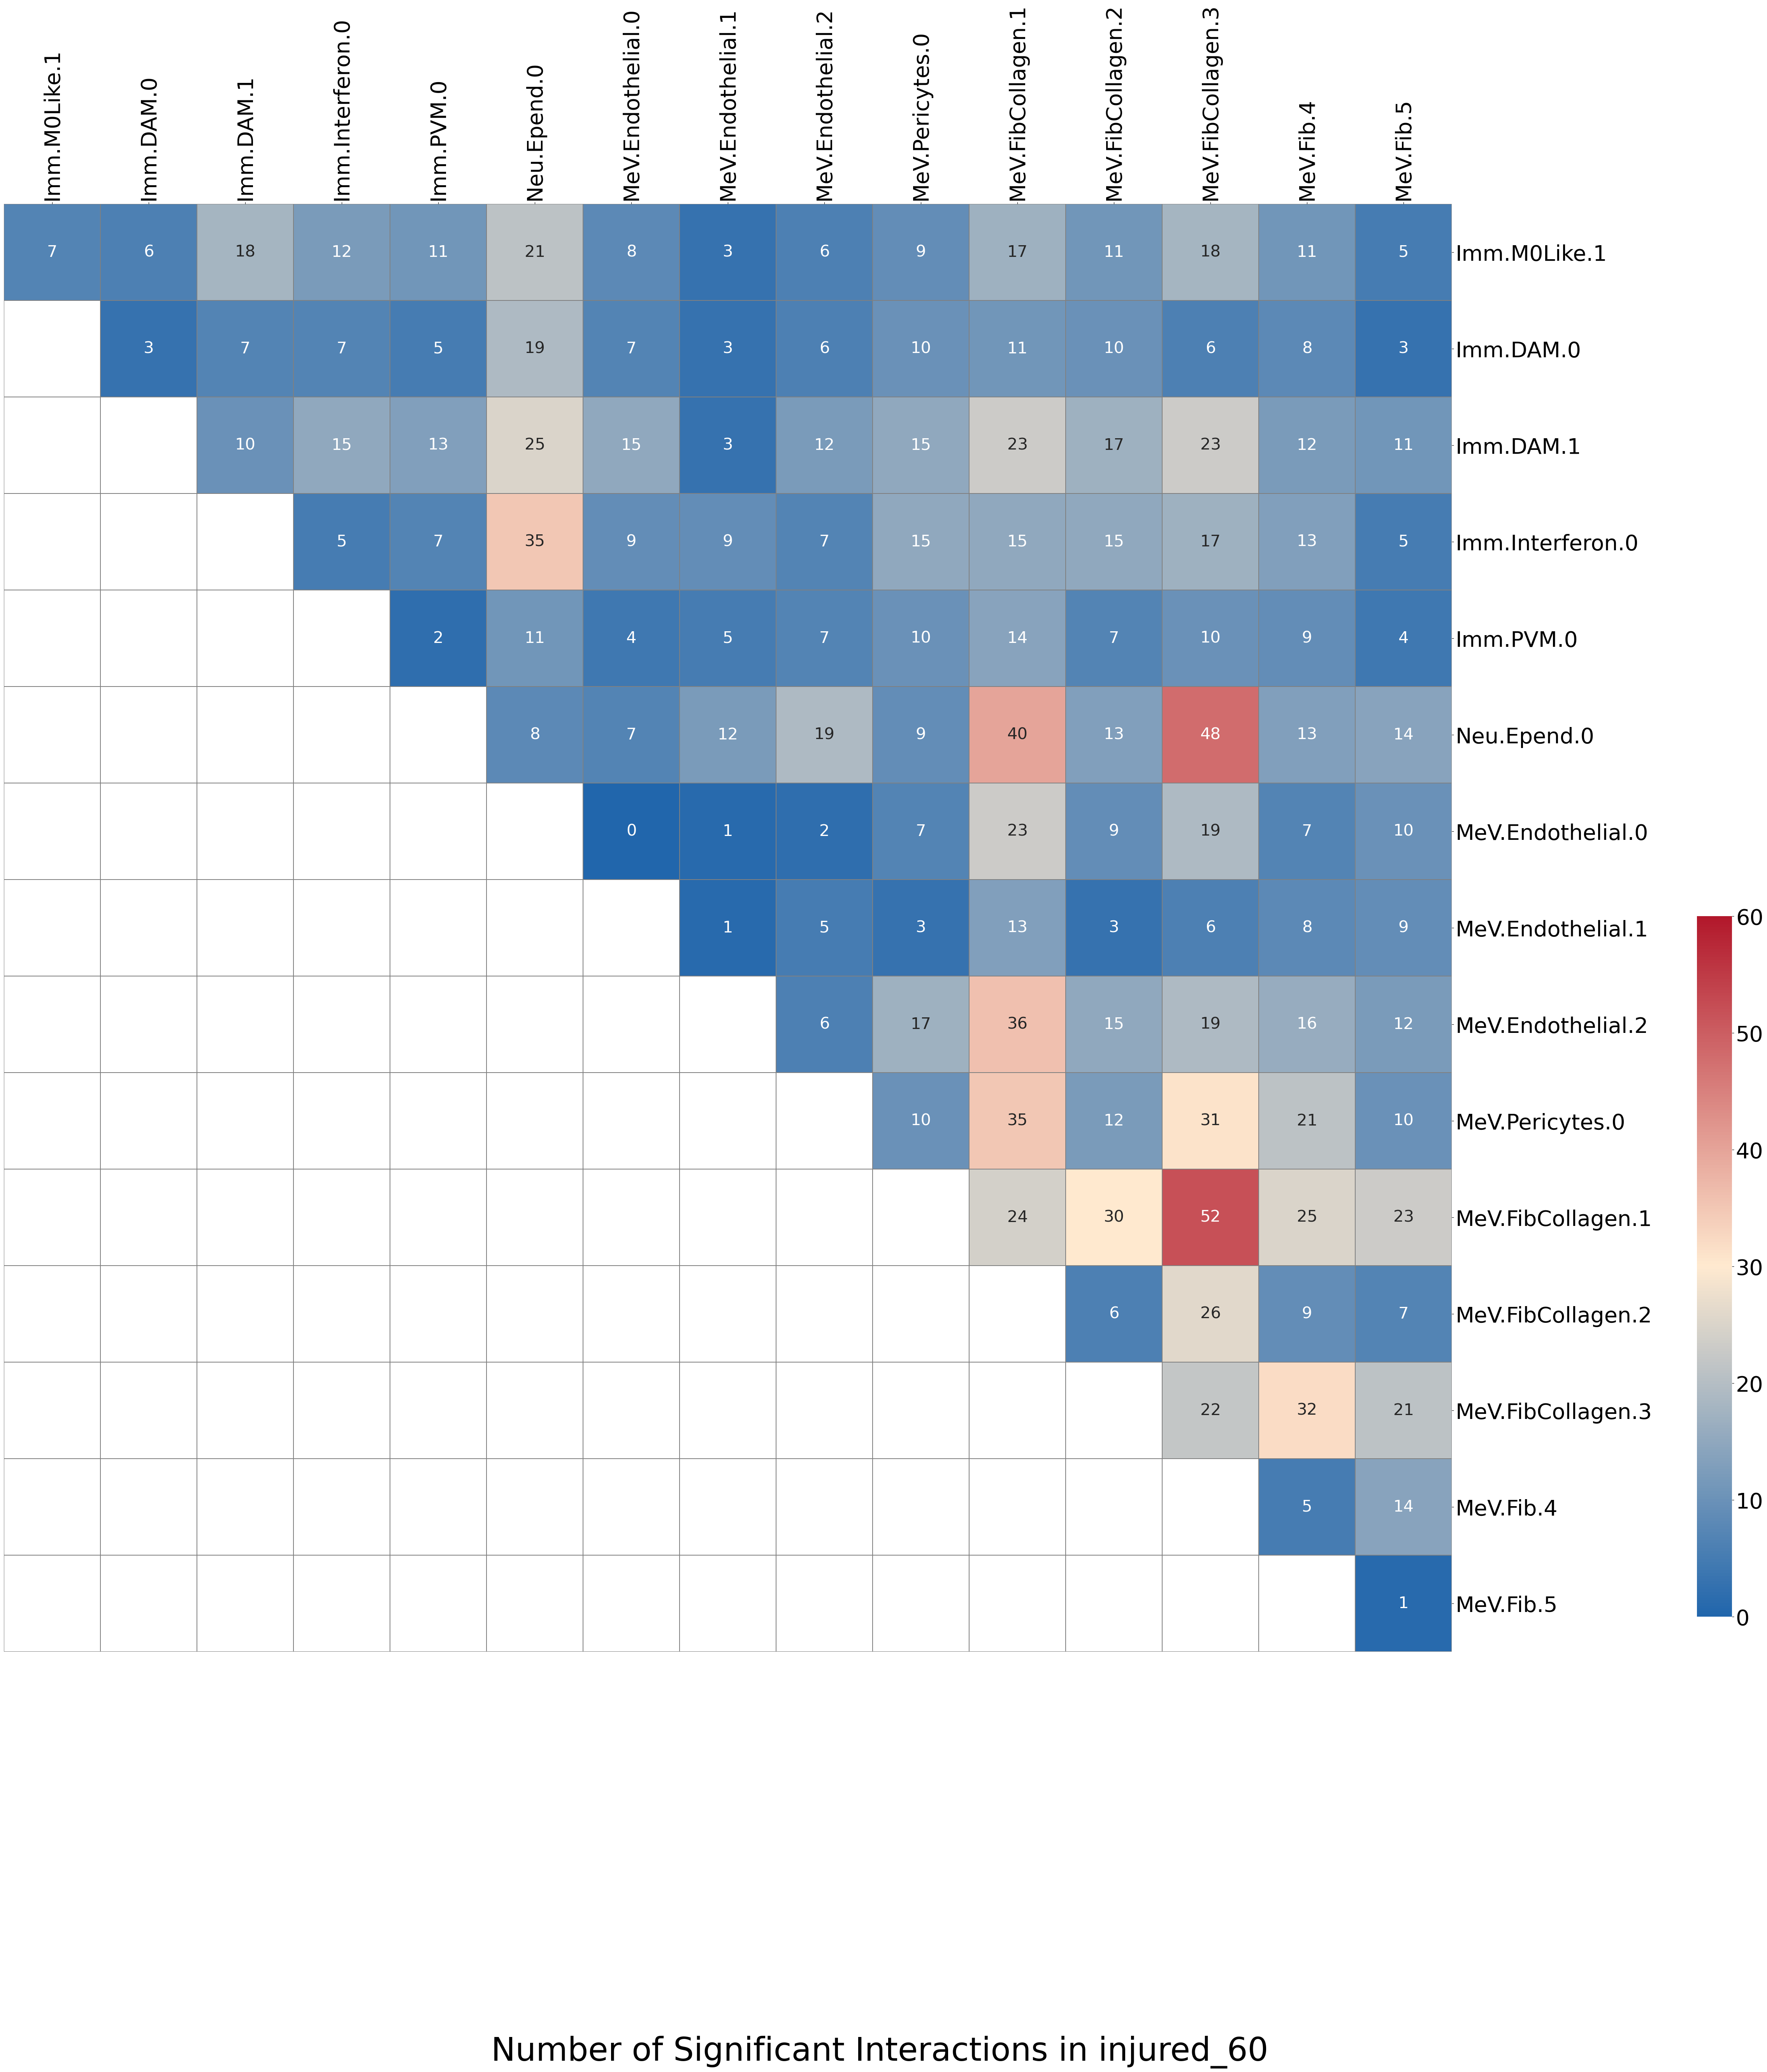 Imm.M0Like.1 Imm.DAM.0 Imm.DAM.1 Imm.Interferon.0 Imm.PVM.0 Neu.Epend.0 MeV.Endothelial.0 MeV.Endothelial.1 MeV.Endothelial.2 MeV.Pericytes.0 MeV.FibCollagen.1 MeV.FibCollagen.2 MeV.FibCollagen.3 MeV.Fib.4 MeV.Fib.5
7 6 18 12 11 21 8 3 6 9 17 11 18 11 5 Imm.M0Like.1
3 7 7 5 19 7 3 6 10 11 10 6 8 3 Imm.DAM.0
10 15 13 25 15 3 12 15 23 17 23 12 11 Imm.DAM.1
5 7 35 9 9 7 15 15 15 17 13 5 Imm.Interferon.0
2 11 4 5 7 10 14 7 10 9 4 Imm.PVM.0
8 7 12 19 9 40 13 48 13 14 Neu.Epend.0
0 1 2 7 23 9 19 7 10 MeV.Endothelial.0
1 5 3 13 3 6 8 9 MeV.Endothelial.1
6 17 36 15 19 16 12 MeV.Endothelial.2
10 35 12 31 21 10 MeV.Pericytes.0
24 30 52 25 23 MeV.FibCollagen.1
6 26 9 7 MeV.FibCollagen.2
22 32 21 MeV.FibCollagen.3
5 14 MeV.Fib.4
1 MeV.Fib.5
60
50
40
30
20
10
0
Number of Significant Interactions in injured_60